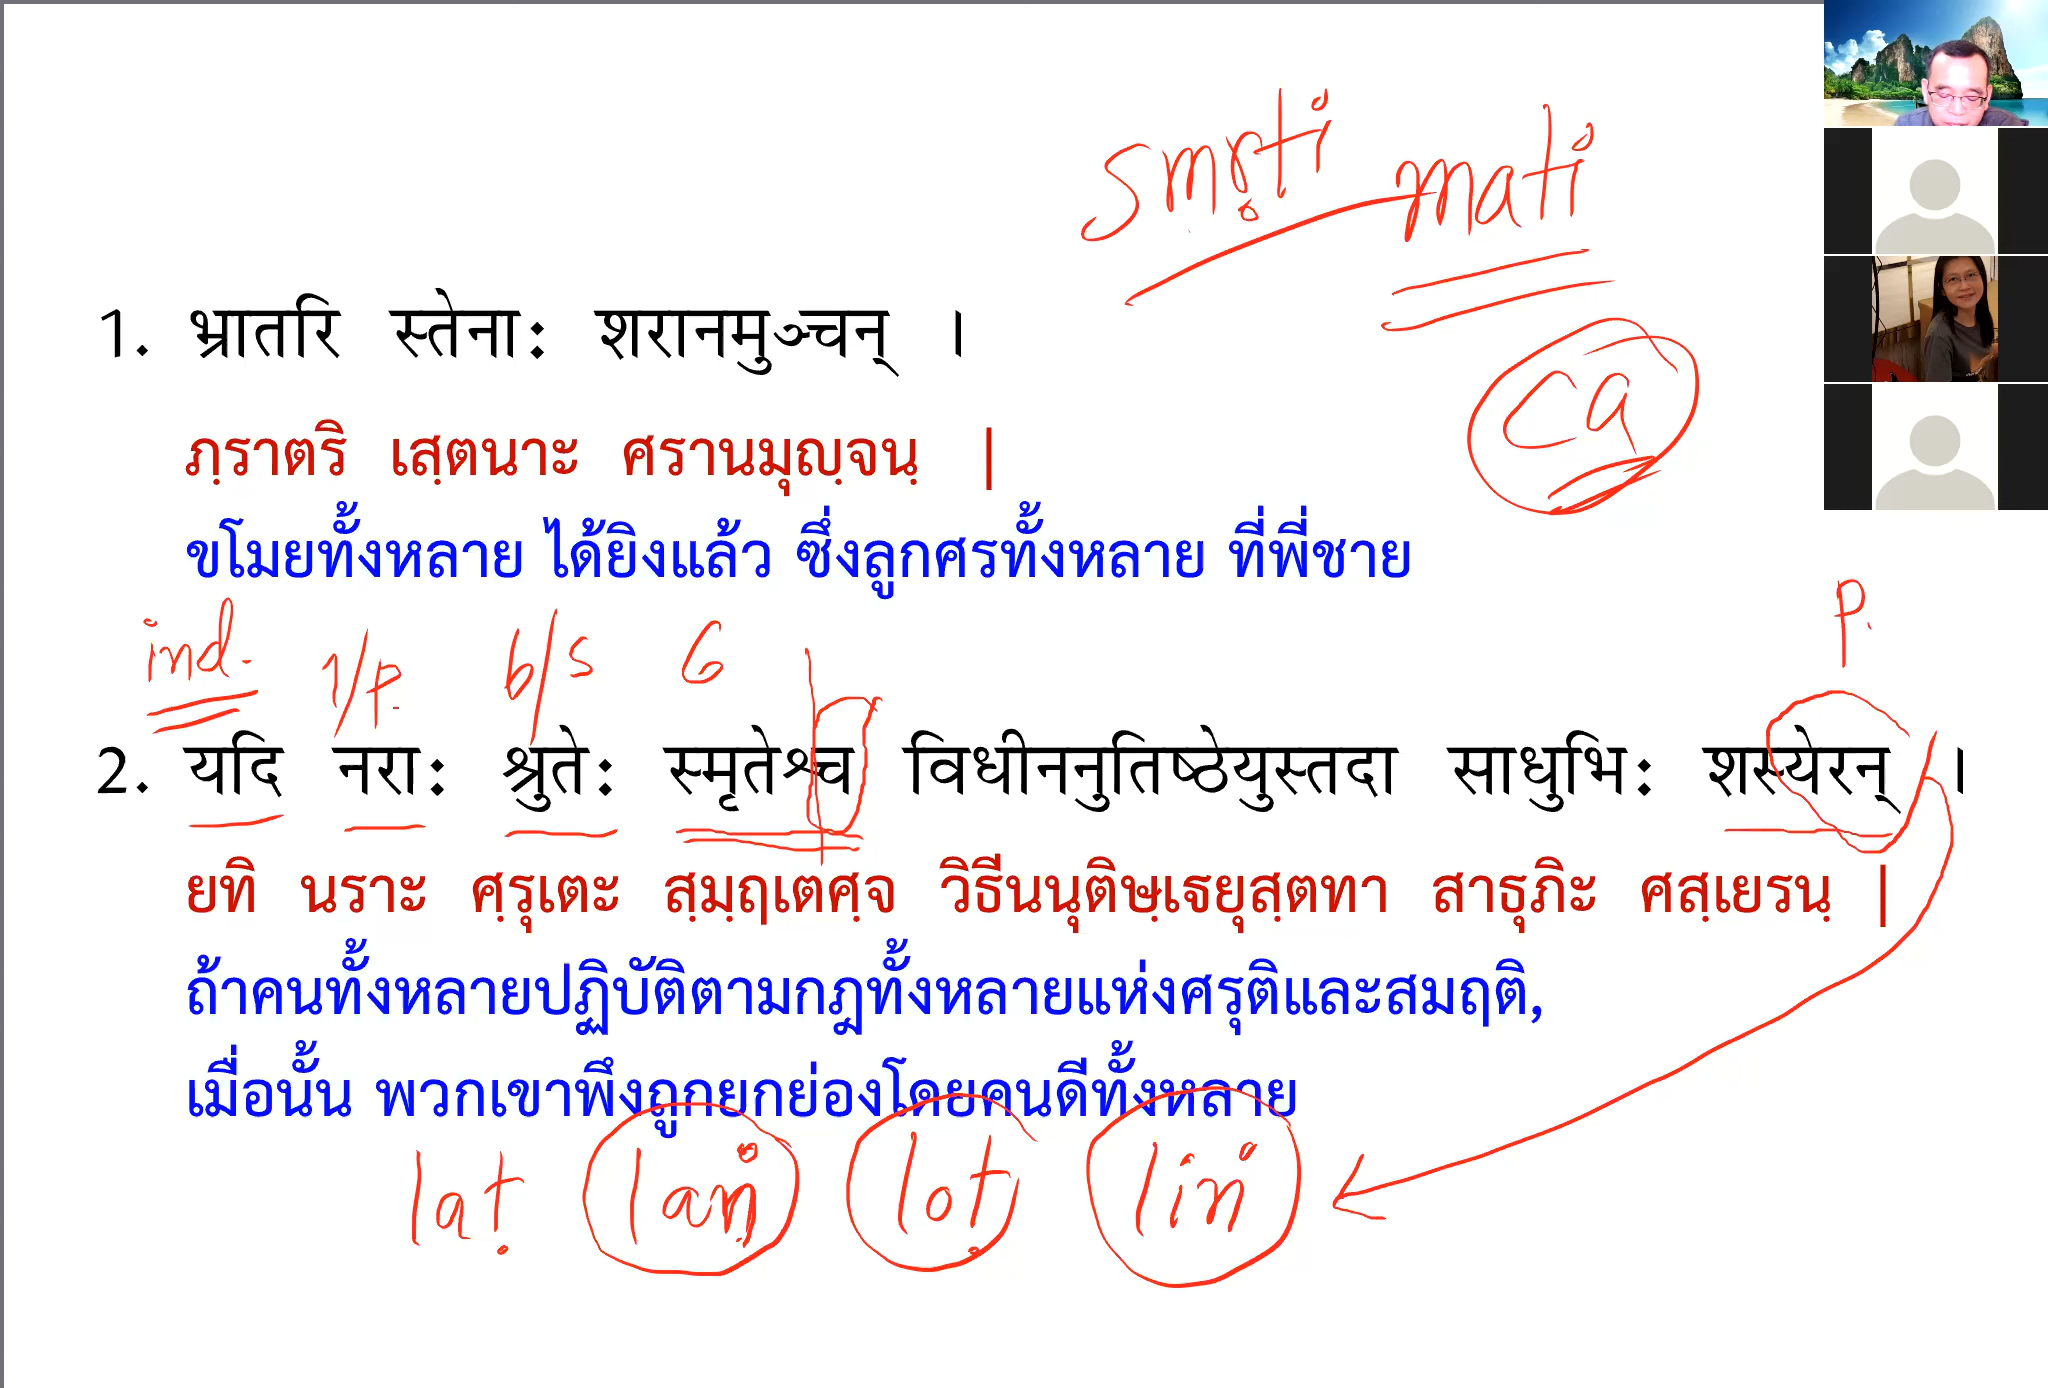 smṛti mati
1. भ्रातरि स्तेनाः शरानमुञ्चन् ।
ca
ภฺราตริ เสฺตนาะ ศรานมุญฺจนฺ |
ขโมยทั้งหลาย ได้ยิงแล้ว ซึ่งลูกศรทั้งหลาย ที่พี่ชาย
ind. 1/p. 6/s 6 P.
2. यदि नराः श्रुतेः स्मृतेश्च विधीननुतिष्ठेयुस्तदा साधुभिः शस्येरन् ।
ยทิ นราะ ศฺรุเตะ สฺมฺฤเตศฺจ วิธีนนุติษฺเฐยุสฺตทา สาธุภิะ ศสฺเยรนฺ |
ถ้าคนทั้งหลายปฏิบัติตามกฎทั้งหลายแห่งศรุติและสมฤติ,
เมื่อนั้น พวกเขาพึงถูกยกย่องโดยคนดีทั้งหลาย
laṭ laṅ loṭ liṅ